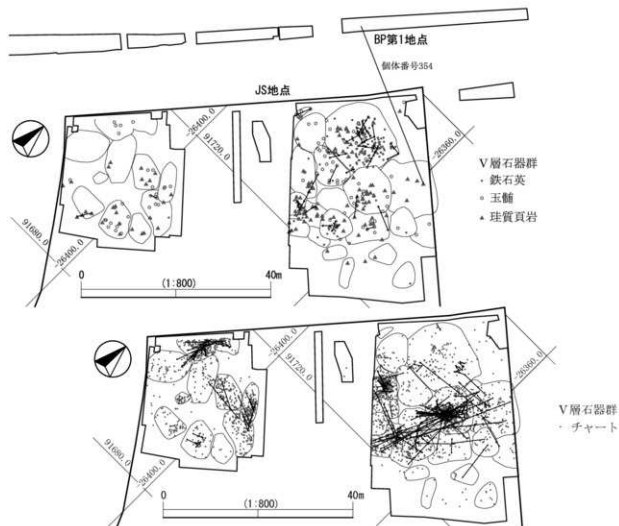 BP第1地点
個体番号354
JS地点
-26400.0
91720.0
-26360.0
V層石器群
・ 鉄石英
○ 玉髄
▲ 珪質頁岩
91680.0
-26400.0
0 40m
(1:800)
-26400.0
91720.0
-26360.0
V層石器群
・ チャート
91680.0
-26400.0
0 40m
(1:800)